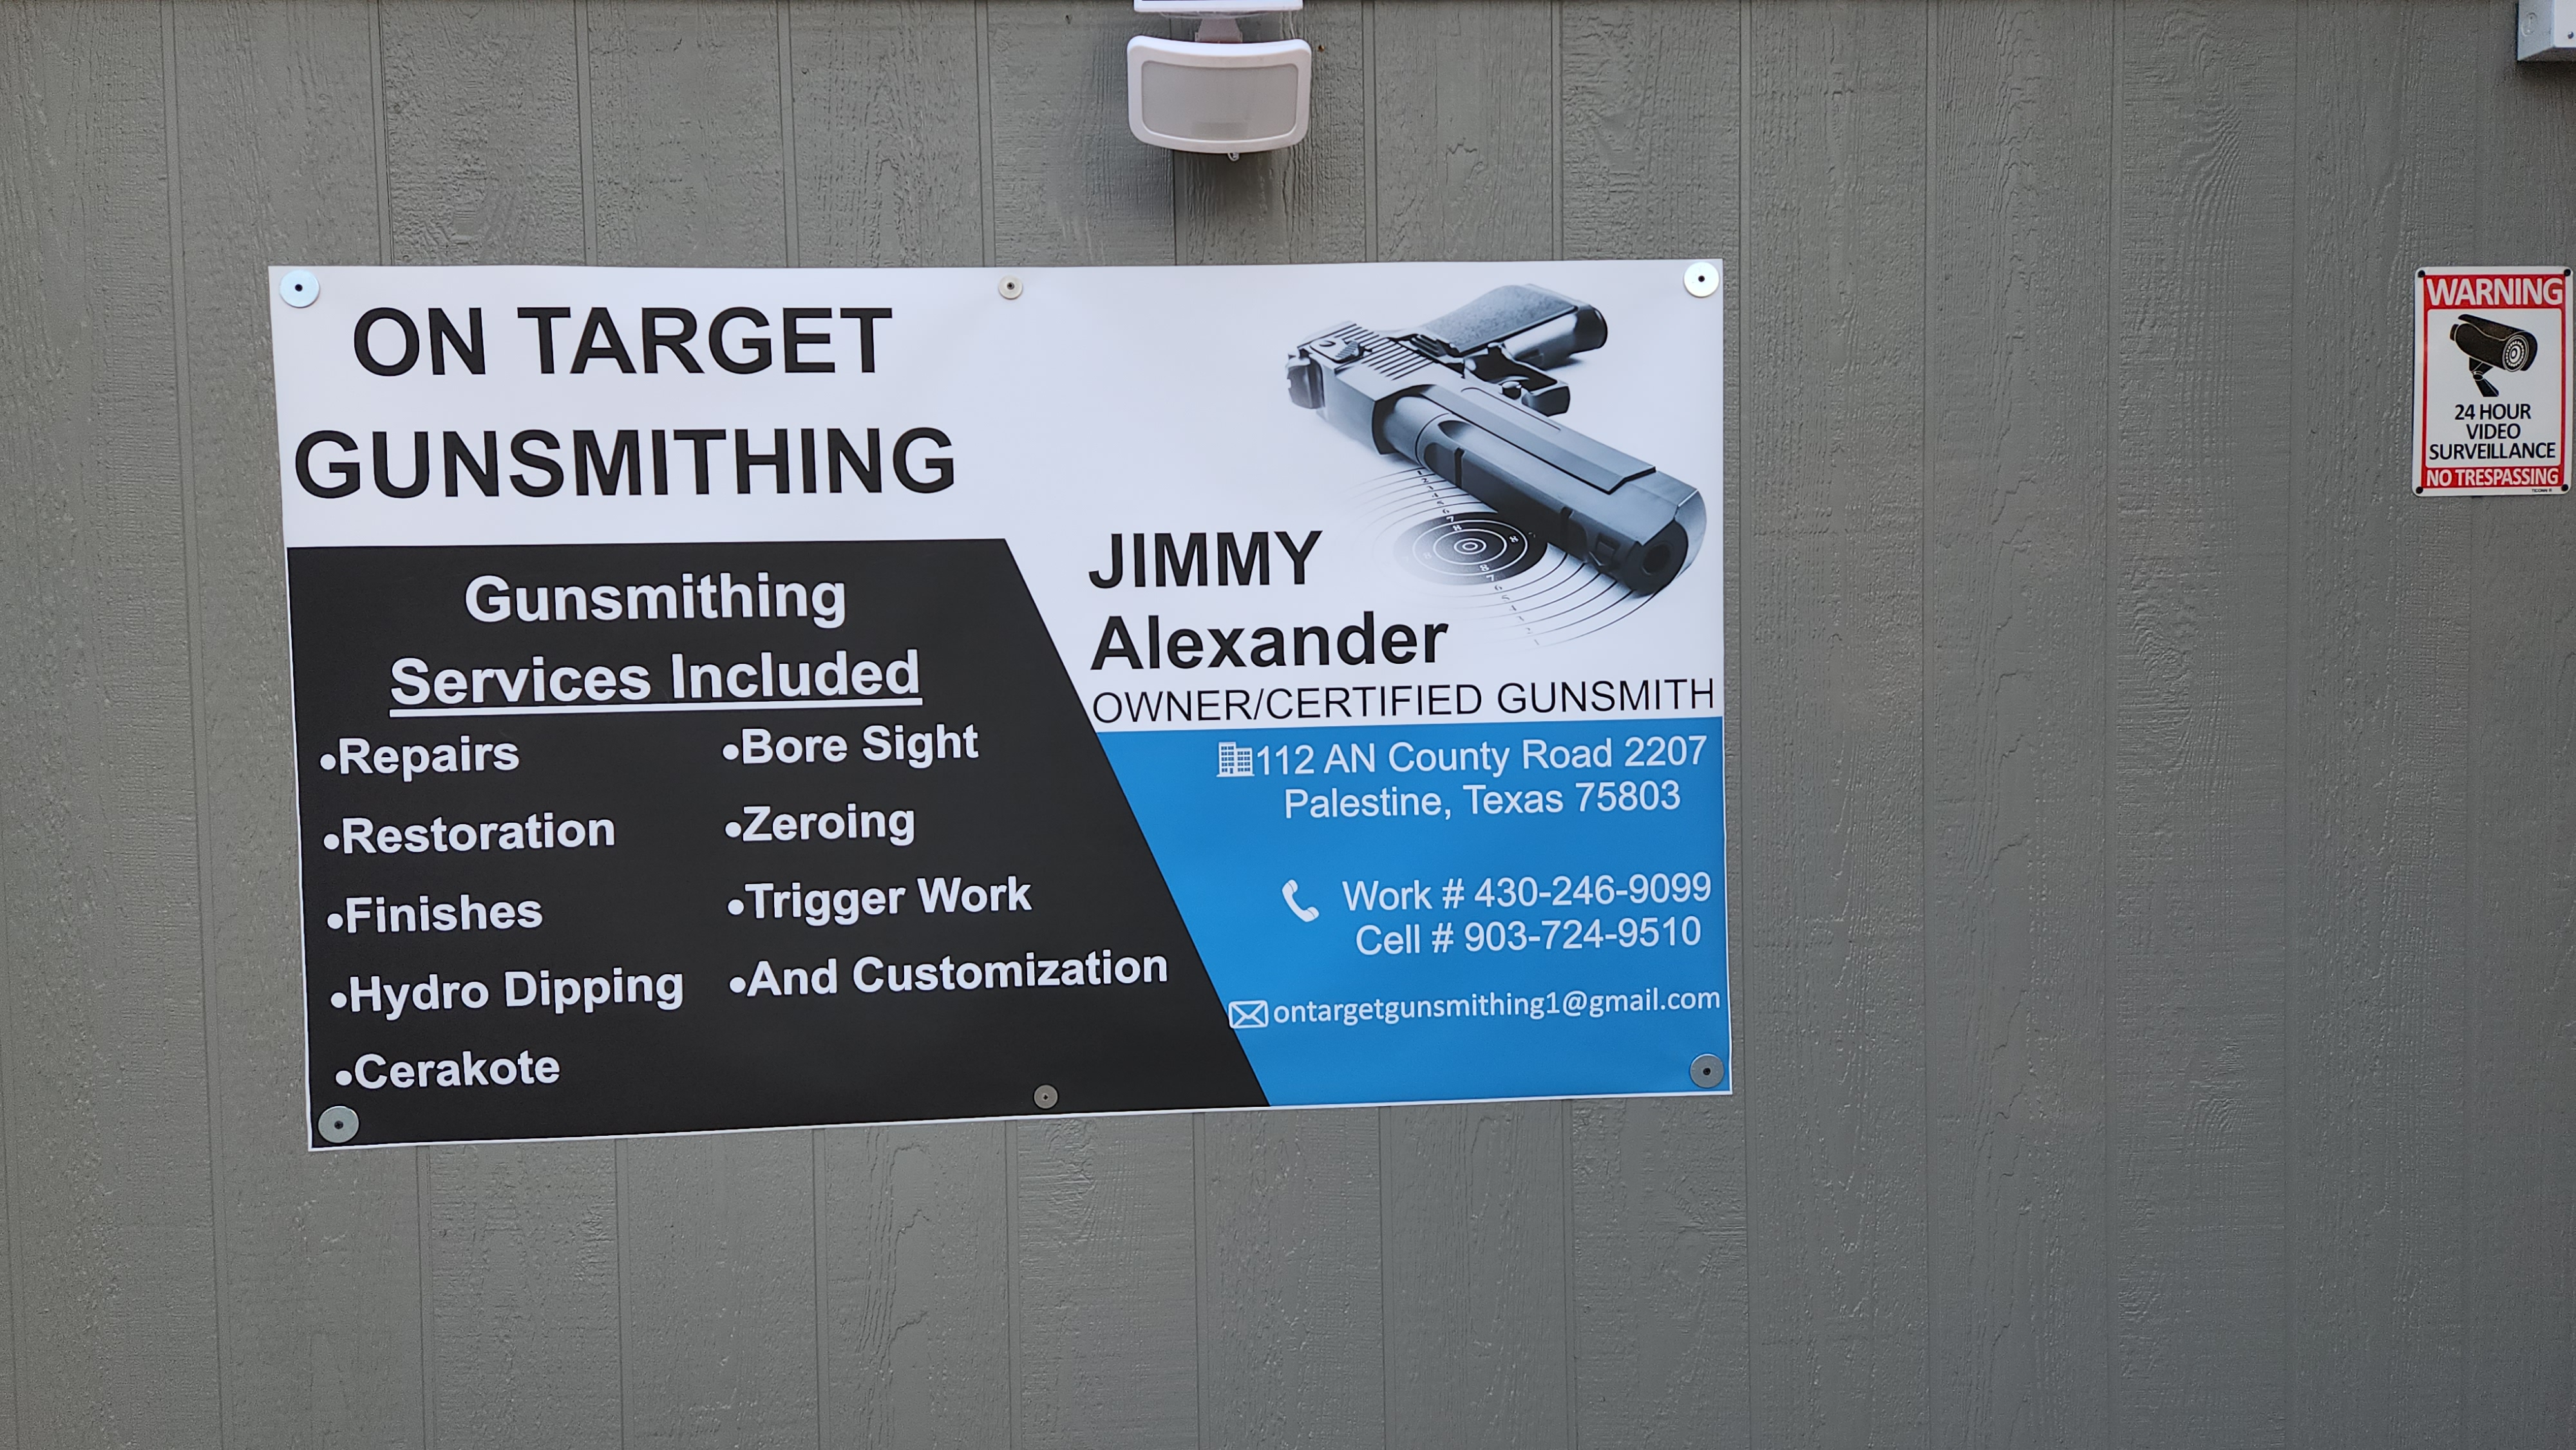 ON TARGET
GUNSMITHING
Gunsmithing
Services Included
•Repairs
•Restoration
•Finishes
•Hydro Dipping
•Cerakote
•Bore Sight
•Zeroing
•Trigger Work
•And Customization
JIMMY
Alexander
OWNER/CERTIFIED GUNSMITH
112 AN County Road 2207
Palestine, Texas 75803
Work # 430-246-9099
Cell # 903-724-9510
ontargetgunsmithing1@gmail.com
WARNING
24 HOUR
VIDEO
SURVEILLANCE
NO TRESPASSING